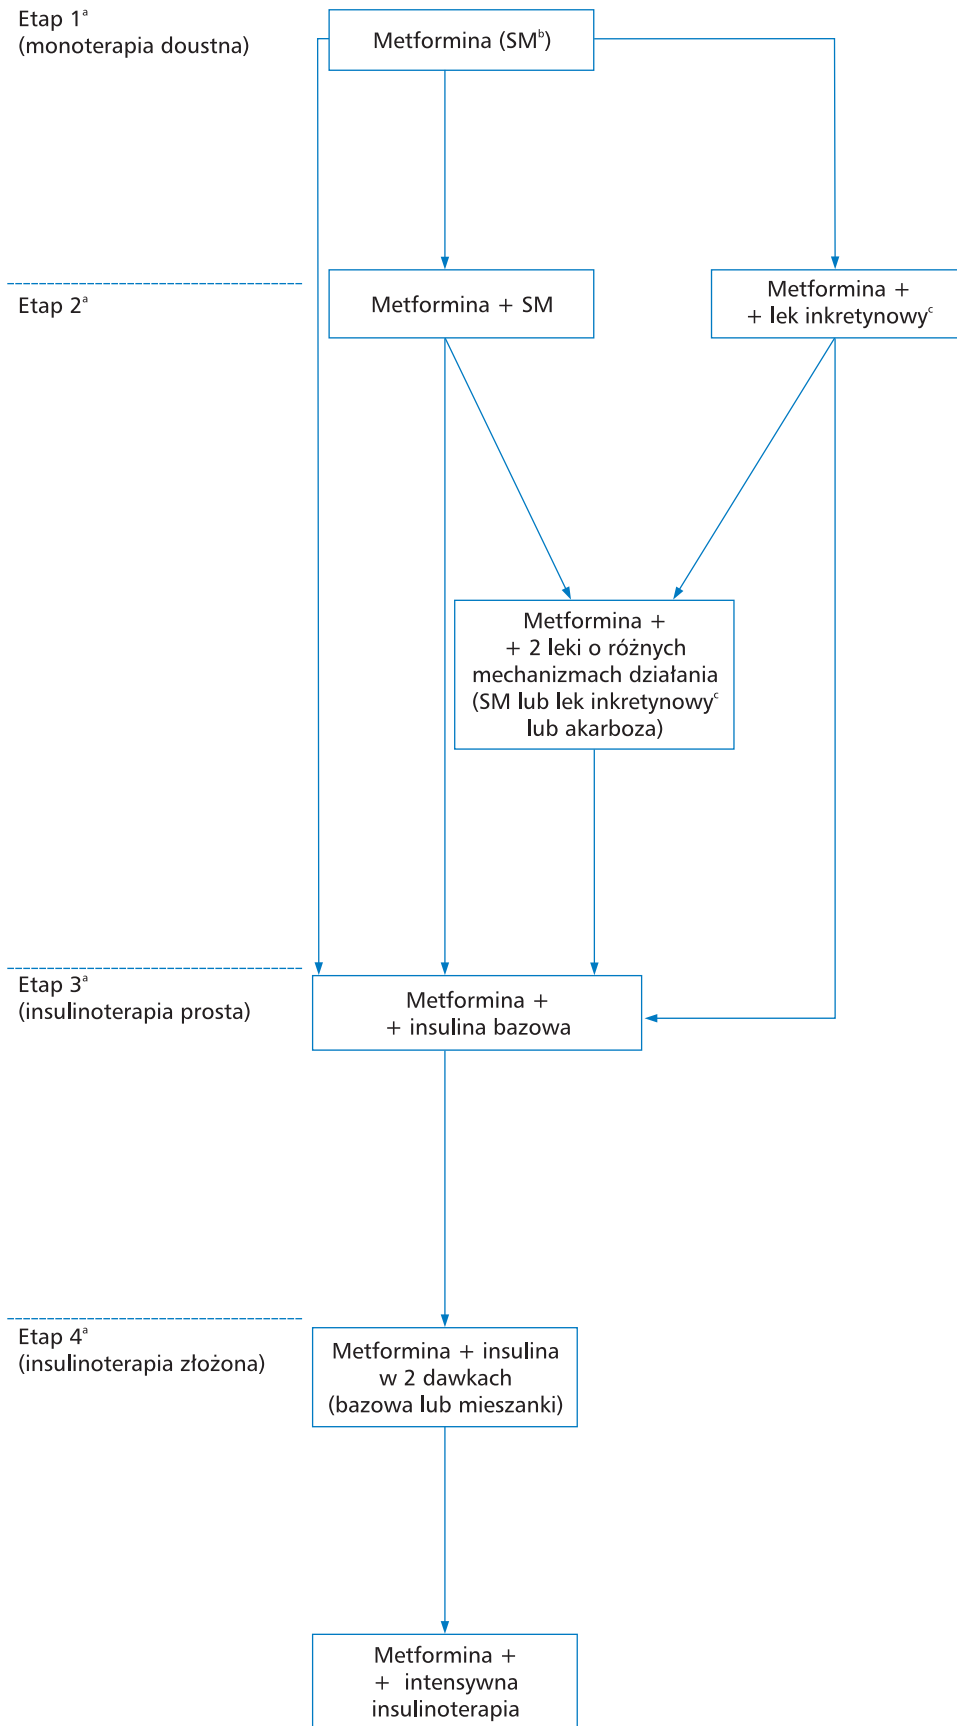 Etap 1ᵃ
(monoterapia doustna)
Metformina (SMᵇ)
Etap 2ᵃ
Metformina + SM
Metformina +
+ lek inkretynowyᶜ
Metformina +
+ 2 leki o różnych
mechanizmach działania
(SM lub lek inkretynowyᶜ
lub akarboza)
Etap 3ᵃ
(insulinoterapia prosta)
Metformina +
+ insulina bazowa
Etap 4ᵃ
(insulinoterapia złożona)
Metformina + insulina
w 2 dawkach
(bazowa lub mieszanki)
Metformina +
+ intensywna
insulinoterapia